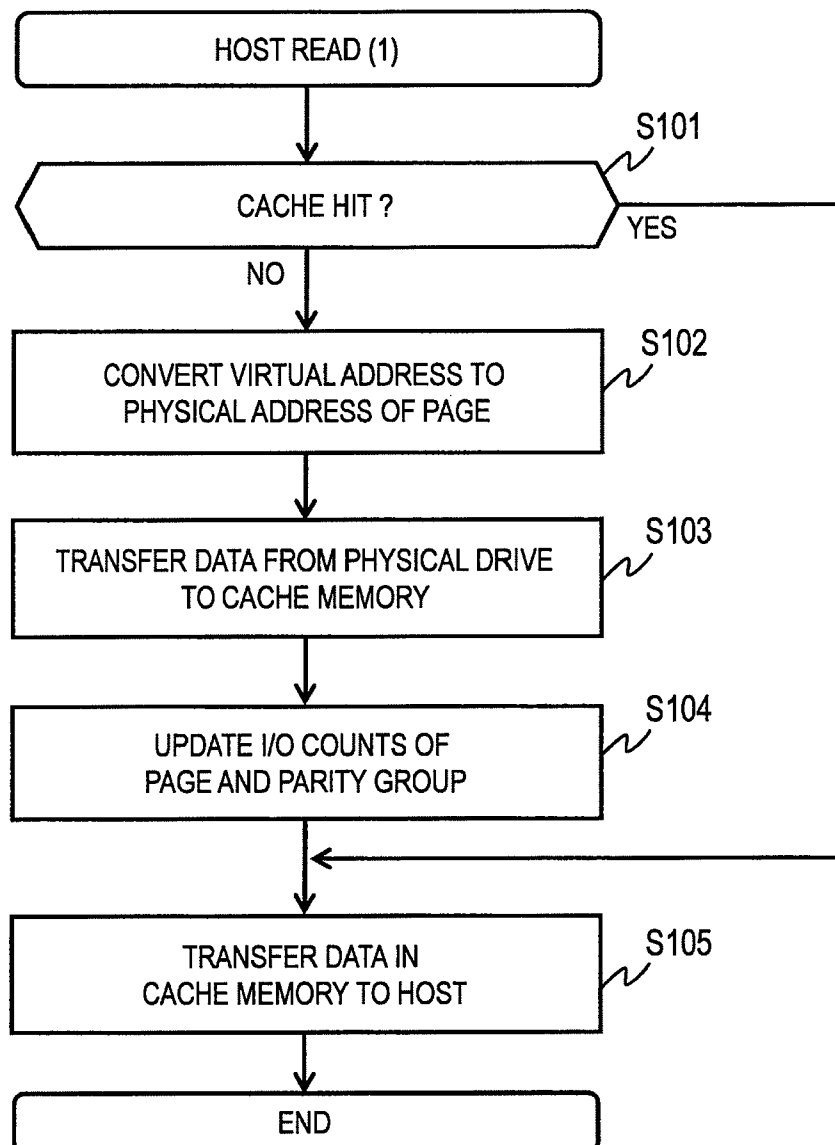 HOST READ (1)
S101
CACHE HIT ?
YES
NO
S102
CONVERT VIRTUAL ADDRESS TO
PHYSICAL ADDRESS OF PAGE
S103
TRANSFER DATA FROM PHYSICAL DRIVE
TO CACHE MEMORY
S104
UPDATE I/O COUNTS OF
PAGE AND PARITY GROUP
S105
TRANSFER DATA IN
CACHE MEMORY TO HOST
END